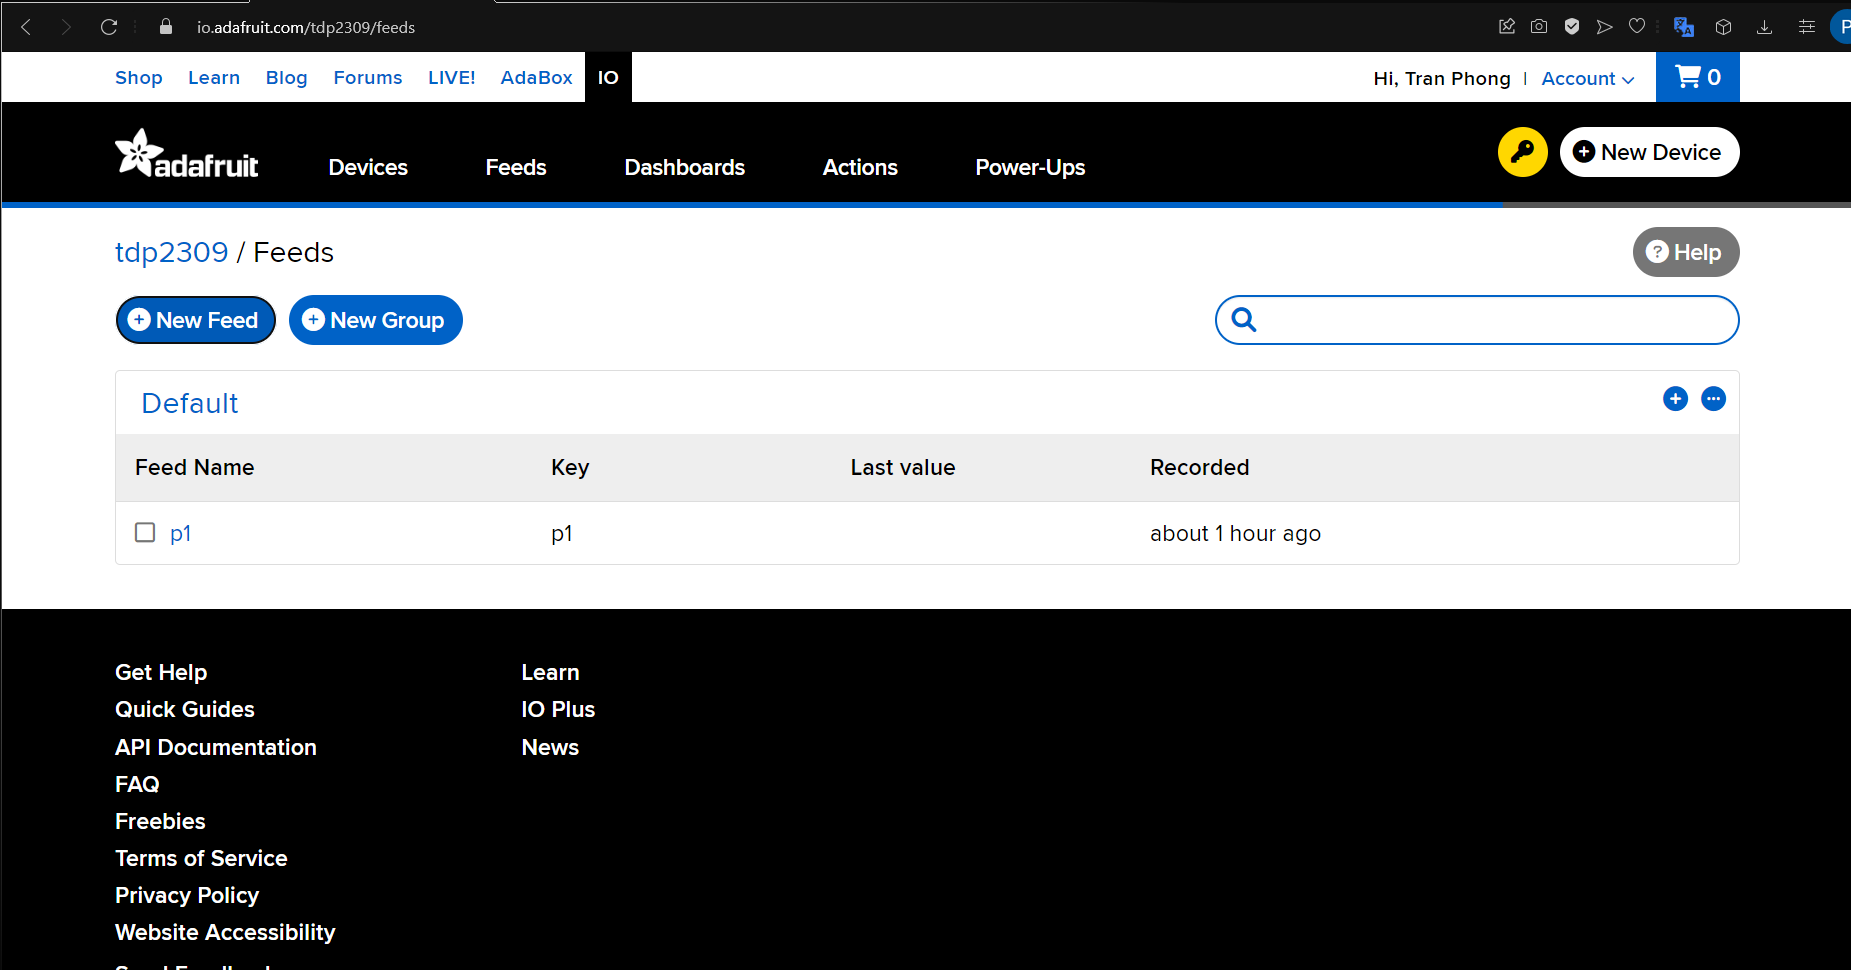 io.adafruit.com/tdp2309/feeds
P
Shop Learn Blog Forums LIVE! AdaBox IO
Hi, Tran Phong | Account 0
adafruit Devices Feeds Dashboards Actions Power-Ups New Device
tdp2309 / Feeds
? Help
New Feed New Group
Default
Feed Name Key Last value Recorded
p1 p1 about 1 hour ago
Get Help Learn
Quick Guides IO Plus
API Documentation News
FAQ
Freebies
Terms of Service
Privacy Policy
Website Accessibility